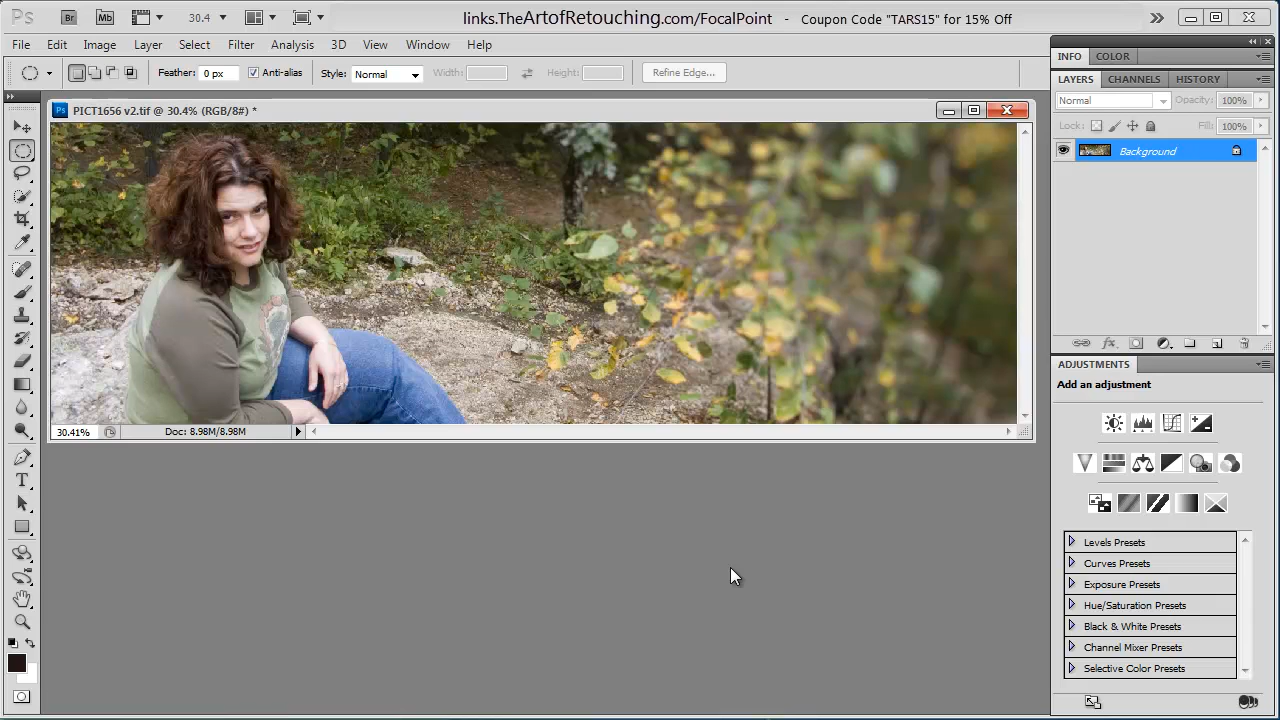 Ps Br Mb 30.4 links.TheArtofRetouching.com/FocalPoint - Coupon Code "TARS15" for 15% Off
File Edit Image Layer Select Filter Analysis 3D View Window Help
Feather: 0 px Anti-alias Style: Normal Width: Height: Refine Edge...
INFO COLOR
LAYERS CHANNELS HISTORY
Normal Opacity: 100%
Lock: Fill: 100%
Background
Ps PICT1656 v2.tif @ 30.4% (RGB/8#) *
30.41% Doc: 8.98M/8.98M
fx
ADJUSTMENTS
Add an adjustment
Levels Presets
Curves Presets
Exposure Presets
Hue/Saturation Presets
Black & White Presets
Channel Mixer Presets
Selective Color Presets
T